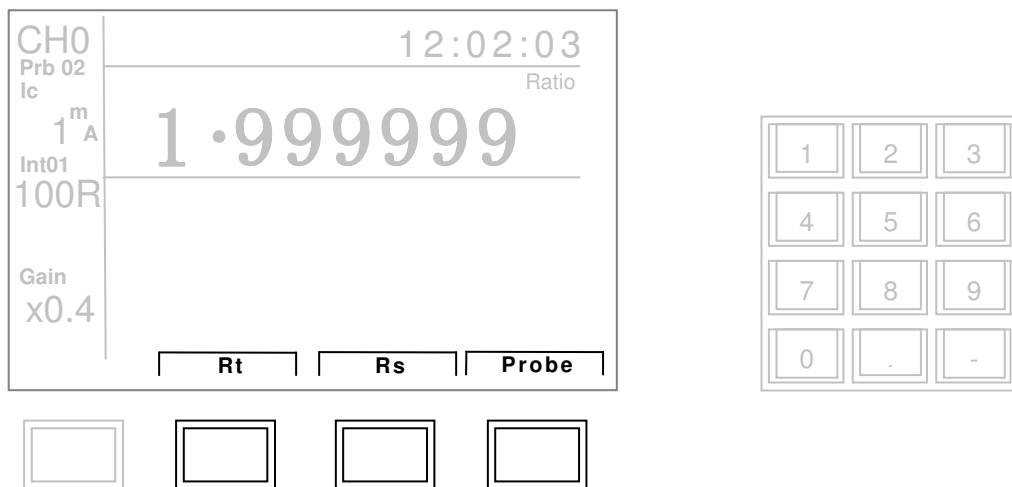 CH0
12:02:03
Prb 02
Ratio
Ic
1 m A
1.999999
Int01
100R
Gain
x0.4
Rt Rs Probe
1 2 3
4 5 6
7 8 9
0 . -